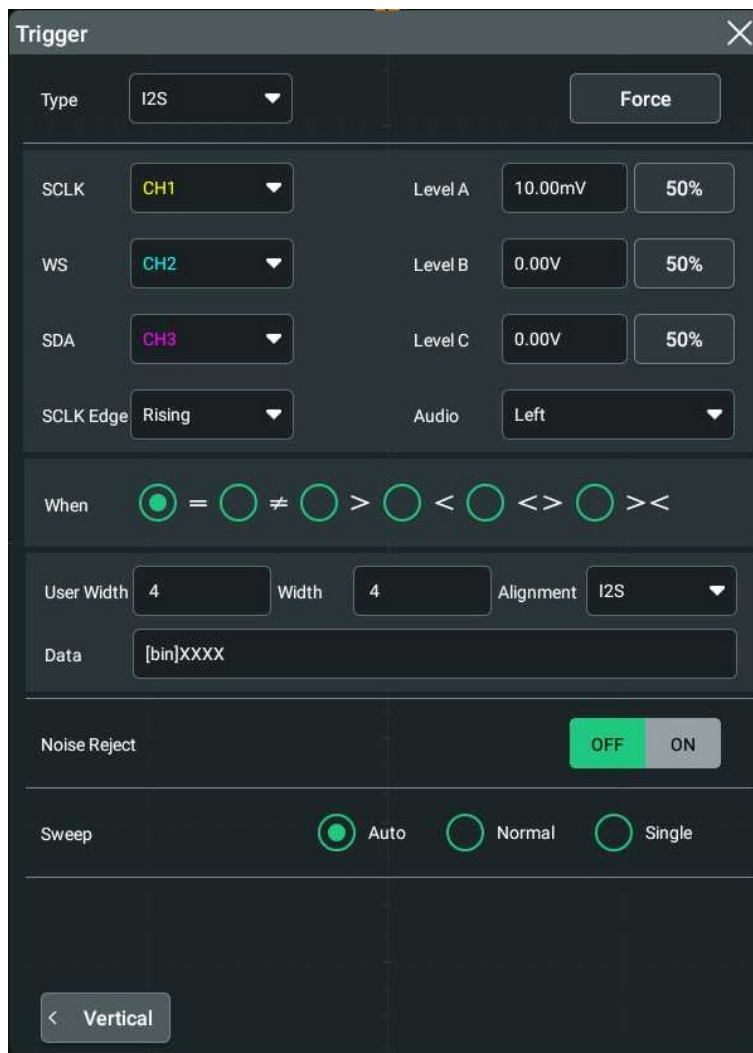 Trigger
Type I2S Force
SCLK CH1 Level A 10.00mV 50%
WS CH2 Level B 0.00V 50%
SDA CH3 Level C 0.00V 50%
SCLK Edge Rising Audio Left
When = ≠ > < <> ><
User Width 4 Width 4 Alignment I2S
Data [bin]XXXX
Noise Reject OFF ON
Sweep Auto Normal Single
< Vertical